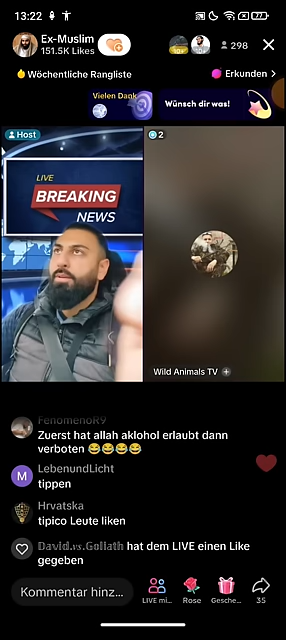 13:22
77
Ex-Muslim
151.5K Likes
298
Wöchentliche Rangliste
Erkunden >
Vielen Dank
Wünsch dir was!
Host
2
LIVE
BREAKING
NEWS
Wild Animals TV +
FenomenoR9
Zuerst hat allah aklohol erlaubt dann
verboten 😂😂😂😂
M
LebenundLicht
tippen
Hrvatska
tipico Leute liken
David.vs.Goliath hat dem LIVE einen Like
gegeben
Kommentar hinz...
LIVE mi...
Rose
Gesche...
35